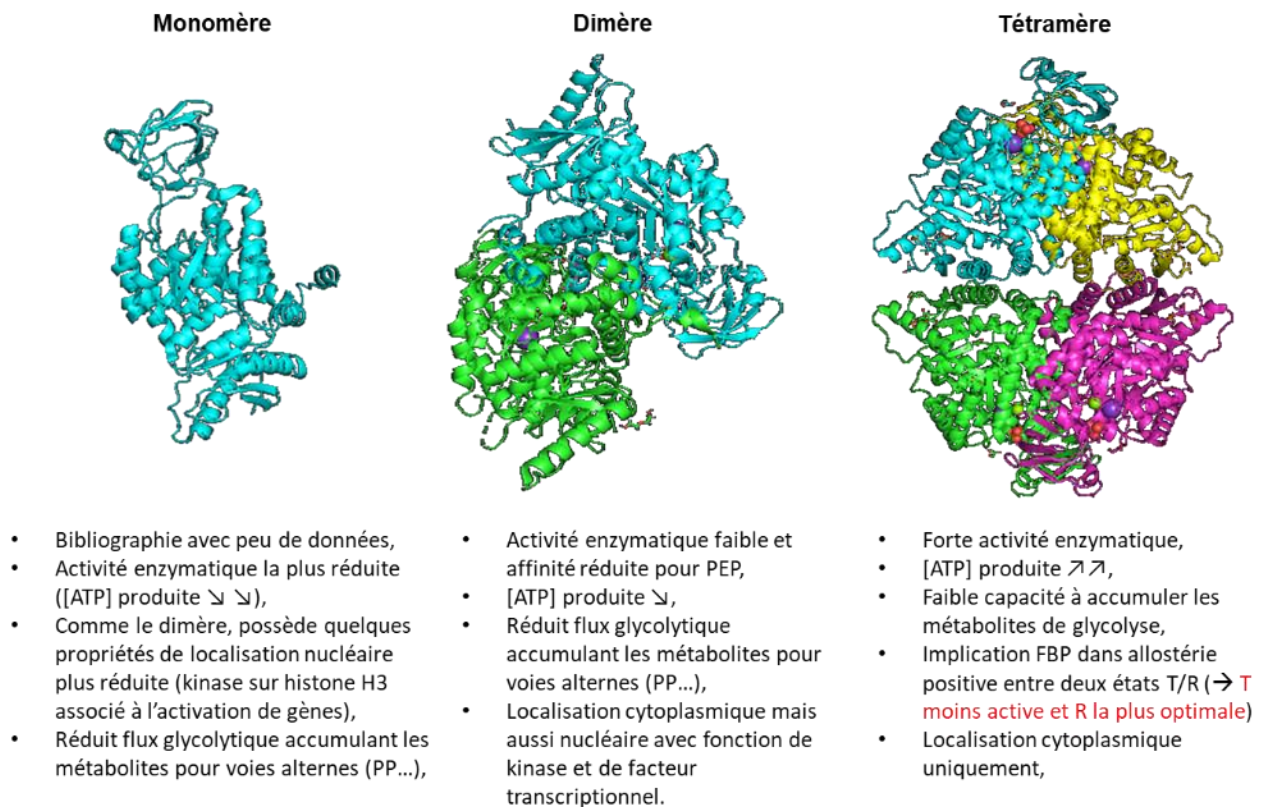 Monomère
Dimère
Tétramère
• Bibliographie avec peu de données,
• Activité enzymatique la plus réduite
([ATP] produite ↘ ↘),
• Comme le dimère, possède quelques
propriétés de localisation nucléaire
plus réduite (kinase sur histone H3
associé à l'activation de gènes),
• Réduit flux glycolytique accumulant les
métabolites pour voies alternes (PP...),
• Activité enzymatique faible et
affinité réduite pour PEP,
• [ATP] produite ↘,
• Réduit flux glycolytique
accumulant les métabolites pour
voies alternes (PP...),
• Localisation cytoplasmique mais
aussi nucléaire avec fonction de
kinase et de facteur
transcriptionnel.
• Forte activité enzymatique,
• [ATP] produite ↗↗,
• Faible capacité à accumuler les
métabolites de glycolyse,
• Implication FBP dans allostérie
positive entre deux états T/R (→ T
moins active et R la plus optimale)
• Localisation cytoplasmique
uniquement,